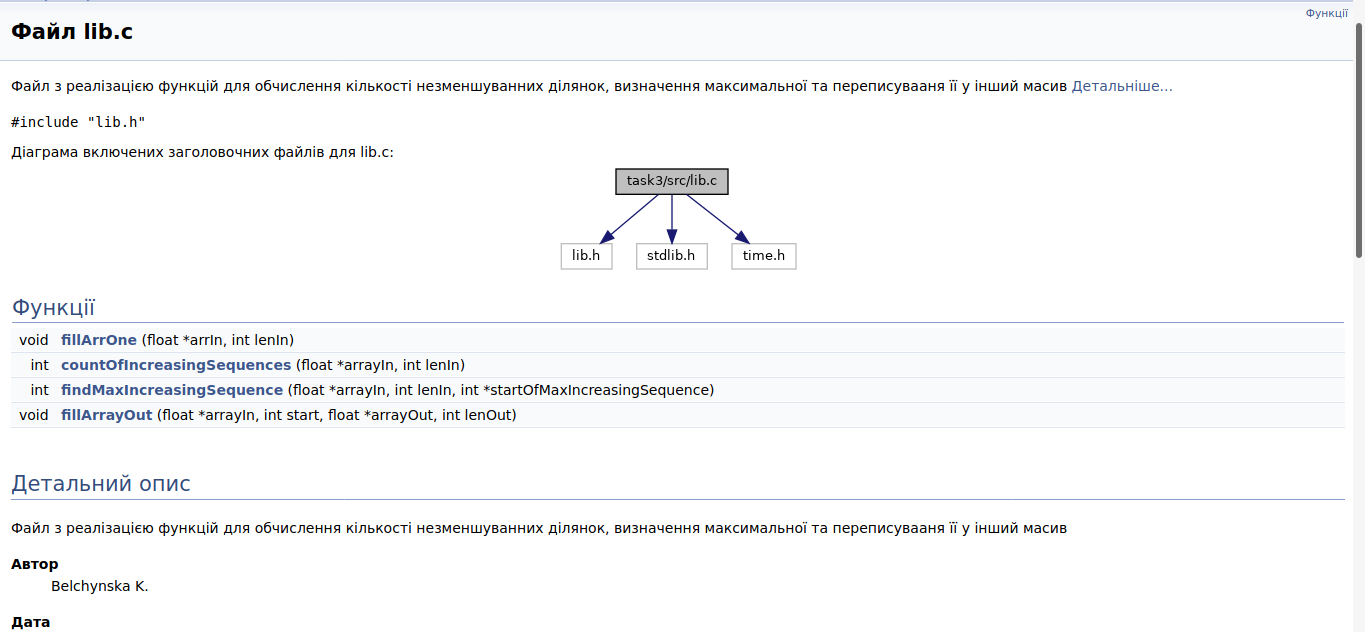 Функції
Файл lib.c
Файл з реалізацією функцій для обчислення кількості незменшуванних ділянок, визначення максимальної та переписувааня її у інший масив Детальніше...
#include "lib.h"
Діаграма включених заголовочних файлів для lib.c:
task3/src/lib.c
lib.h stdlib.h time.h
Функції
void fillArrOne (float *arrIn, int lenIn)
int countOfIncreasingSequences (float *arrayIn, int lenIn)
int findMaxIncreasingSequence (float *arrayIn, int lenIn, int *startOfMaxIncreasingSequence)
void fillArrayOut (float *arrayIn, int start, float *arrayOut, int lenOut)
Детальний опис
Файл з реалізацією функцій для обчислення кількості незменшуванних ділянок, визначення максимальної та переписувааня її у інший масив
Автор
Belchynska K.
Дата